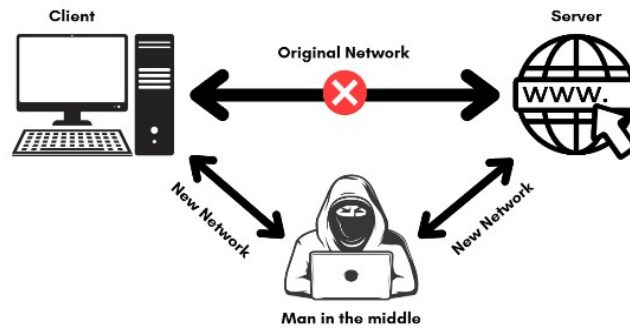 Client
Server
Original Network
www.
New Network
New Network
Man in the middle